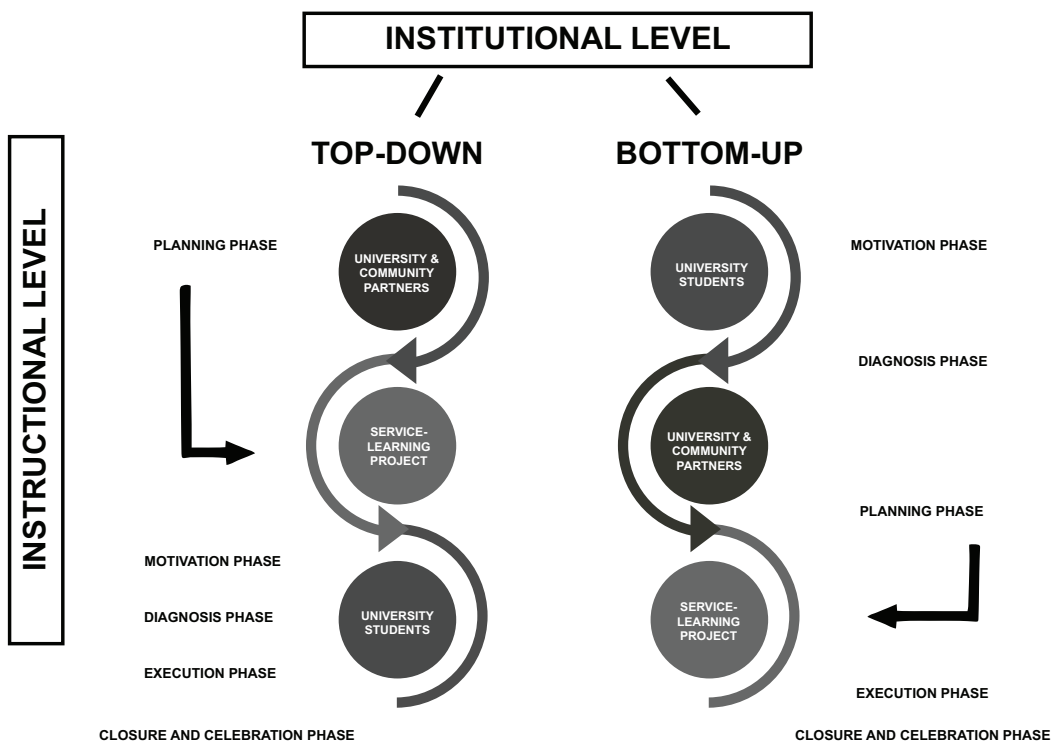 INSTITUTIONAL LEVEL
INSTRUCTIONAL LEVEL
TOP-DOWN
PLANNING PHASE
UNIVERSITY &
COMMUNITY
PARTNERS
SERVICE-
LEARNING
PROJECT
MOTIVATION PHASE
DIAGNOSIS PHASE
EXECUTION PHASE
UNIVERSITY
STUDENTS
CLOSURE AND CELEBRATION PHASE
BOTTOM-UP
UNIVERSITY
STUDENTS
MOTIVATION PHASE
DIAGNOSIS PHASE
UNIVERSITY &
COMMUNITY
PARTNERS
PLANNING PHASE
SERVICE-
LEARNING
PROJECT
EXECUTION PHASE
CLOSURE AND CELEBRATION PHASE